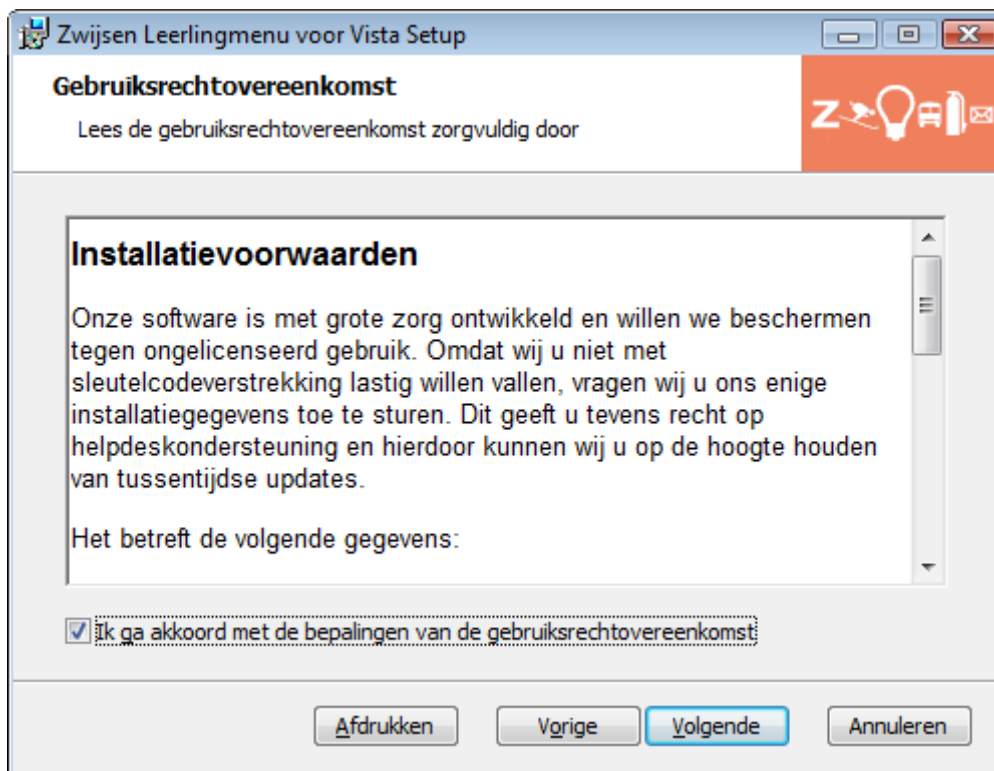 Zwijsen Leerlingmenu voor Vista Setup
Gebruiksrechtovereenkomst
Lees de gebruiksrechtovereenkomst zorgvuldig door
Z
Installatievoorwaarden
Onze software is met grote zorg ontwikkeld en willen we beschermen
tegen ongelicenseerd gebruik. Omdat wij u niet met
sleutelcodeverstrekking lastig willen vallen, vragen wij u ons enige
installatiegegevens toe te sturen. Dit geeft u tevens recht op
helpdeskondersteuning en hierdoor kunnen wij u op de hoogte houden
van tussentijdse updates.
Het betreft de volgende gegevens:
Ik ga akkoord met de bepalingen van de gebruiksrechtovereenkomst
Afdrukken Vorige Volgende Annuleren